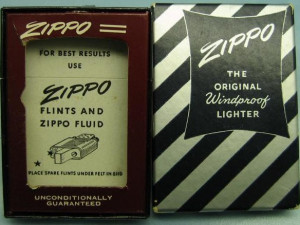 ZIPPO
FOR BEST RESULTS
USE
ZIPPO
FLINTS AND
ZIPPO FLUID
PLACE SPARE FLINTS UNDER FELT IN END
UNCONDITIONALLY
GUARANTEED
ZIPPO
THE
ORIGINAL
Windproof
LIGHTER